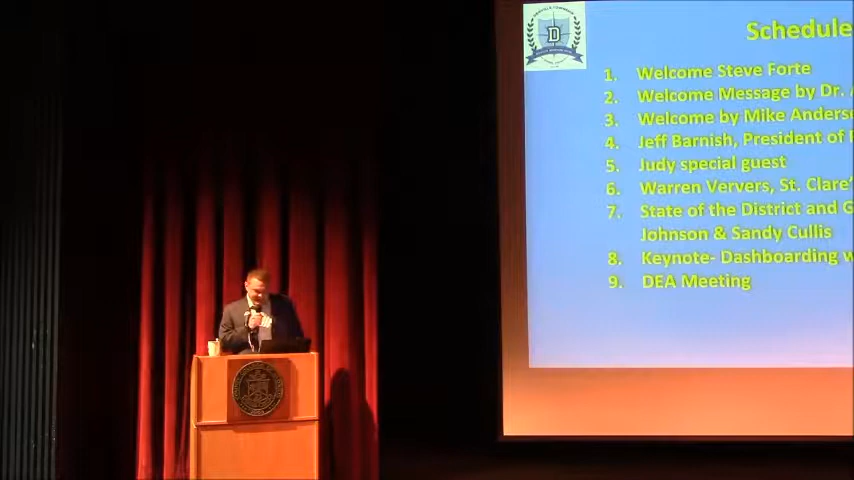 D
Schedule
1. Welcome Steve Forte
2. Welcome Message by Dr.
3. Welcome by Mike Anders
4. Jeff Barnish, President of
5. Judy special guest
6. Warren Ververs, St. Clare's
7. State of the District and G
Johnson & Sandy Cullis
8. Keynote- Dashboarding w
9. DEA Meeting